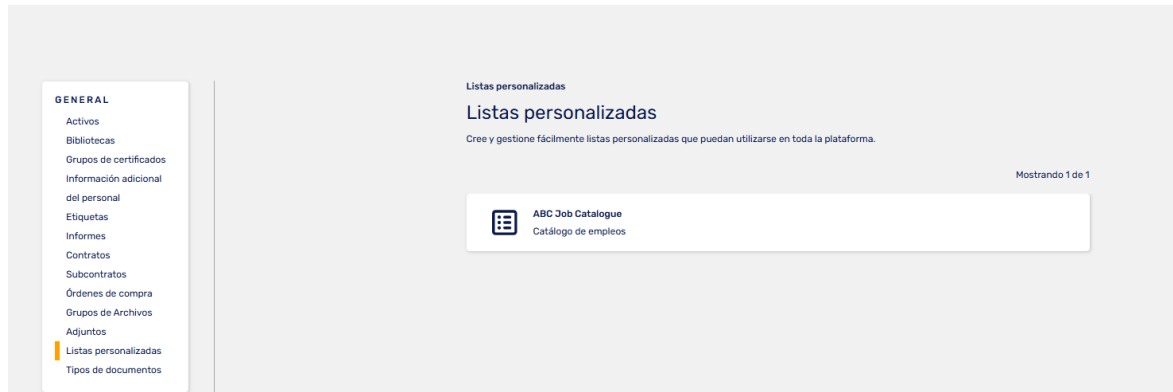 GENERAL
Activos
Bibliotecas
Grupos de certificados
Información adicional
del personal
Etiquetas
Informes
Contratos
Subcontratos
Órdenes de compra
Grupos de Archivos
Adjuntos
Listas personalizadas
Tipos de documentos
Listas personalizadas
Listas personalizadas
Cree y gestione fácilmente listas personalizadas que puedan utilizarse en toda la plataforma.
Mostrando 1 de 1
ABC Job Catalogue
Catálogo de empleos